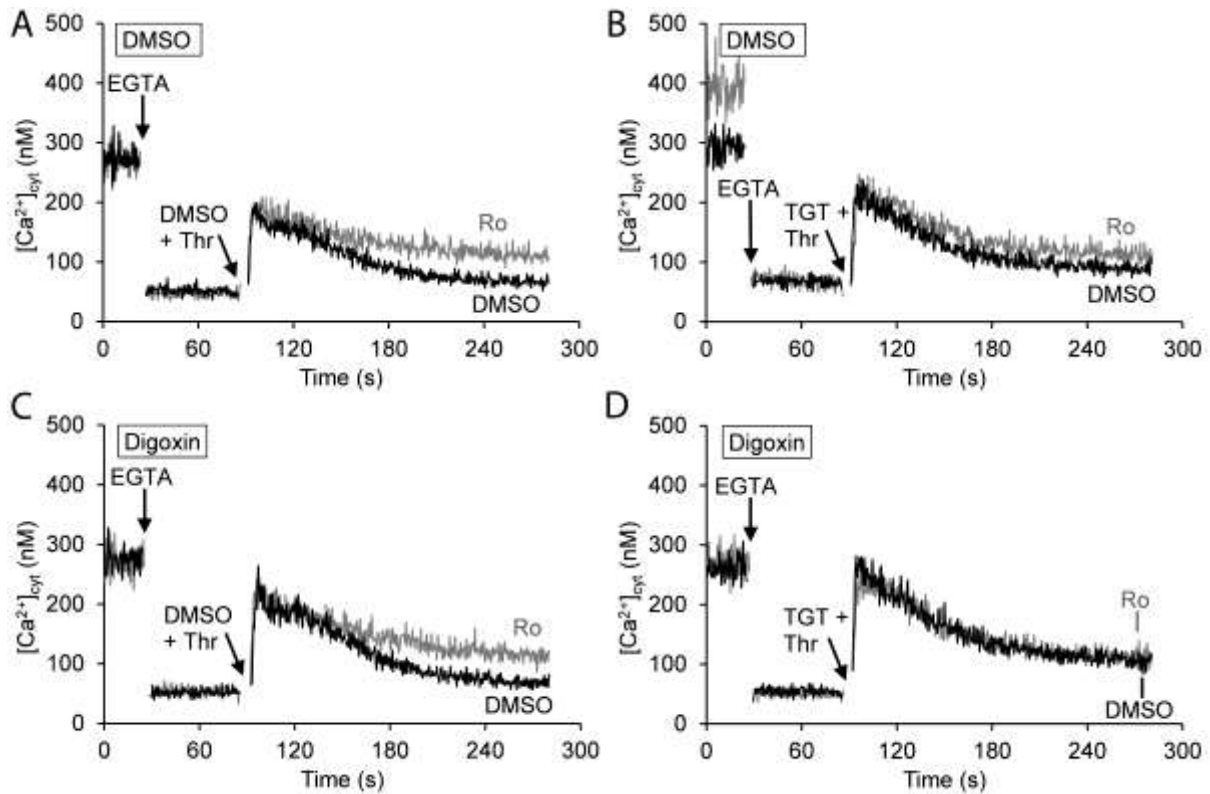 A
500
400
300
200
100
0
[Ca²⁺]cyt (nM)
DMSO
EGTA
DMSO
+ Thr
Ro
DMSO
0 60 120 180 240 300
Time (s)
B
500
400
300
200
100
0
[Ca²⁺]cyt (nM)
DMSO
EGTA
TGT +
Thr
Ro
DMSO
0 60 120 180 240 300
Time (s)
C
500
400
300
200
100
0
[Ca²⁺]cyt (nM)
Digoxin
EGTA
DMSO
+ Thr
Ro
DMSO
0 60 120 180 240 300
Time (s)
D
500
400
300
200
100
0
[Ca²⁺]cyt (nM)
Digoxin
EGTA
TGT +
Thr
Ro
DMSO
0 60 120 180 240 300
Time (s)